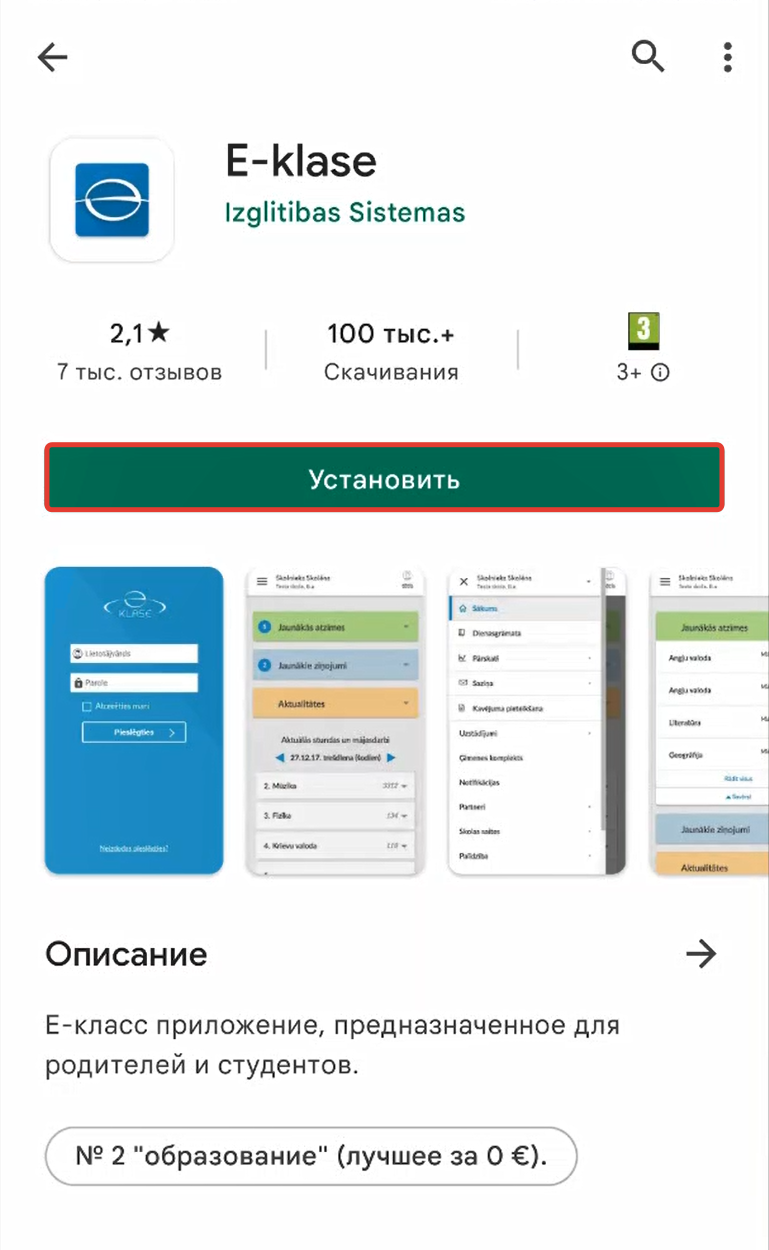 E-klase
Izglitibas Sistemas
2,1★
7 тыс. отзывов
100 тыс.+
Скачивания
3
3+
Установить
KLASE
Lietotājvārds
Parole
Atcerēties mani
Pieslēgties
Neizdodas pieslēgties?
Skolnieks Skolēns
Jaunākās atzīmes
Jaunākie ziņojumi
Aktualitātes
Aktuālās stundas un mājasdarbi
27.12.17. trešdiena (šodien)
2. Mūzika
3. Fizika
4. Krievu valoda
Skolnieks Skolēns
Sākums
Dienasgrāmata
Pārskati
Saziņa
Kavējuma pieteikšana
Uzstādījumi
Ģimenes komplekts
Notifikācijas
Partneri
Skolas saites
Palīdzība
Skolnieks Skolēns
Jaunākās atzīmes
Angļu valoda
Angļu valoda
Literatūra
Ģeogrāfija
Rādīt visus
Jaunākie ziņojumi
Aktualitātes
Описание
E-класс приложение, предназначенное для
родителей и студентов.
№ 2 "образование" (лучшее за 0 €).